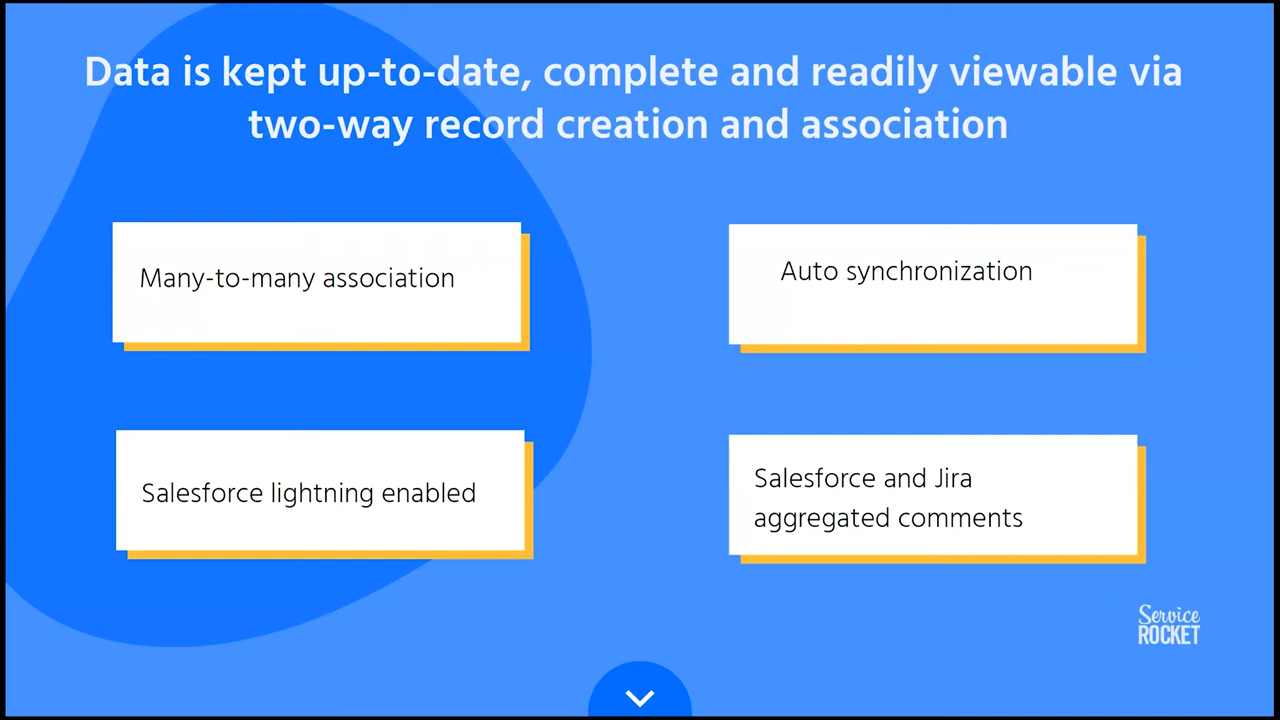 Data is kept up-to-date, complete and readily viewable via
two-way record creation and association
Many-to-many association
Auto synchronization
Salesforce lightning enabled
Salesforce and Jira
aggregated comments
Service
ROCKET